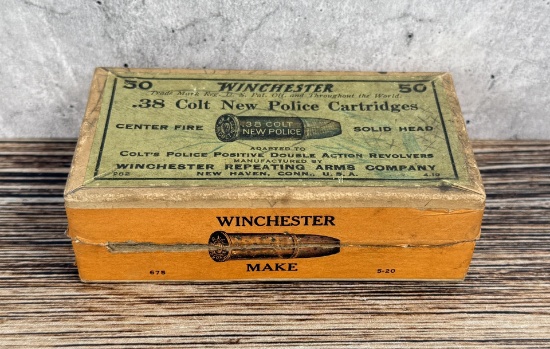 50 WINCHESTER 50
Trade Mark Reg. U. S. Pat. Off. and Throughout the World
.38 Colt New Police Cartridges
CENTER FIRE .38 COLT SOLID HEAD
NEW POLICE
ADAPTED TO
COLT'S POLICE POSITIVE DOUBLE ACTION REVOLVERS
MANUFACTURED BY
WINCHESTER REPEATING ARMS COMPANY
NEW HAVEN, CONN., U.S.A.
4-19
WINCHESTER
MAKE
675 5-20